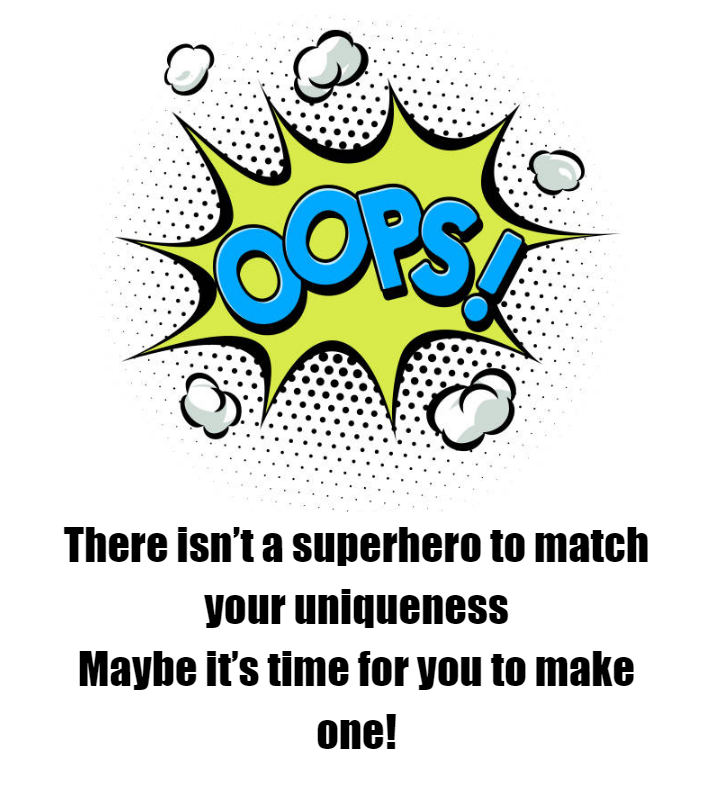 OOPS!
There isn’t a superhero to match
your uniqueness
Maybe it’s time for you to make
one!